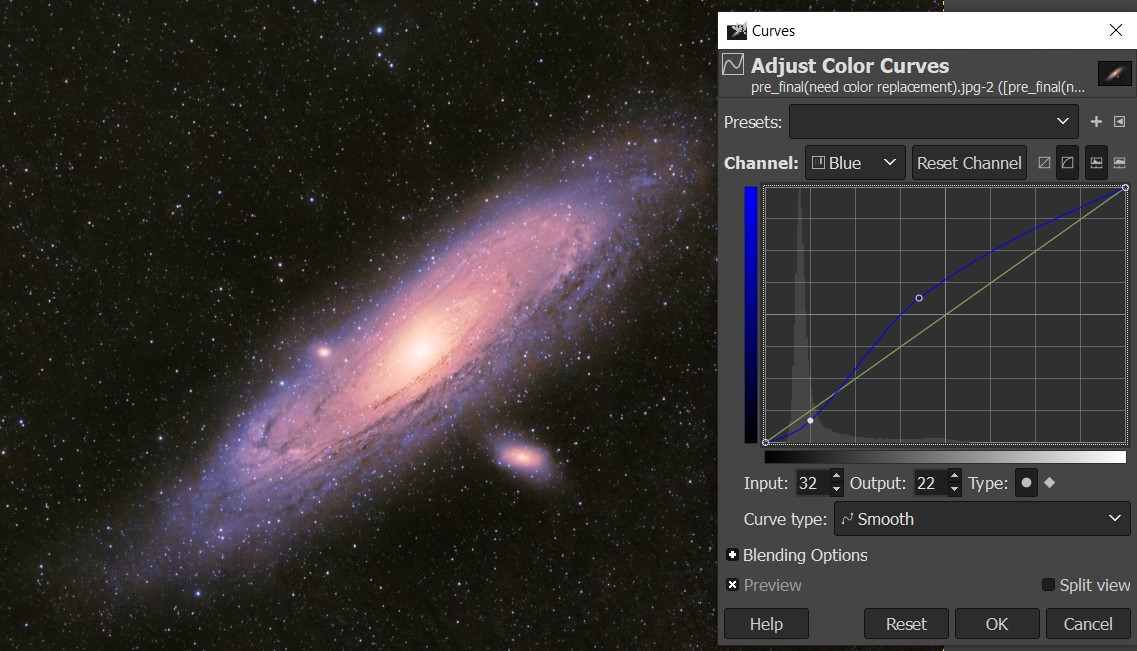 Curves
Adjust Color Curves
pre_final(need color replacement).jpg-2 ([pre_final(n...
Presets:
Channel: Blue Reset Channel
Input: 32 Output: 22 Type:
Curve type: Smooth
Blending Options
Preview Split view
Help Reset OK Cancel